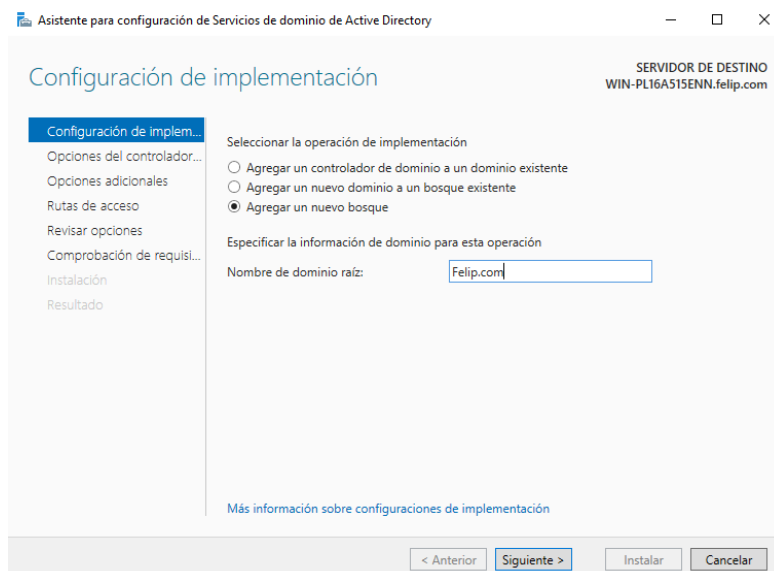 Asistente para configuración de Servicios de dominio de Active Directory
Configuración de implementación
SERVIDOR DE DESTINO
WIN-PL16A515ENN.felip.com
Configuración de implem...
Opciones del controlador...
Opciones adicionales
Rutas de acceso
Revisar opciones
Comprobación de requisi...
Instalación
Resultado
Seleccionar la operación de implementación
Agregar un controlador de dominio a un dominio existente
Agregar un nuevo dominio a un bosque existente
Agregar un nuevo bosque
Especificar la información de dominio para esta operación
Nombre de dominio raíz: Felip.com
Más información sobre configuraciones de implementación
< Anterior Siguiente > Instalar Cancelar